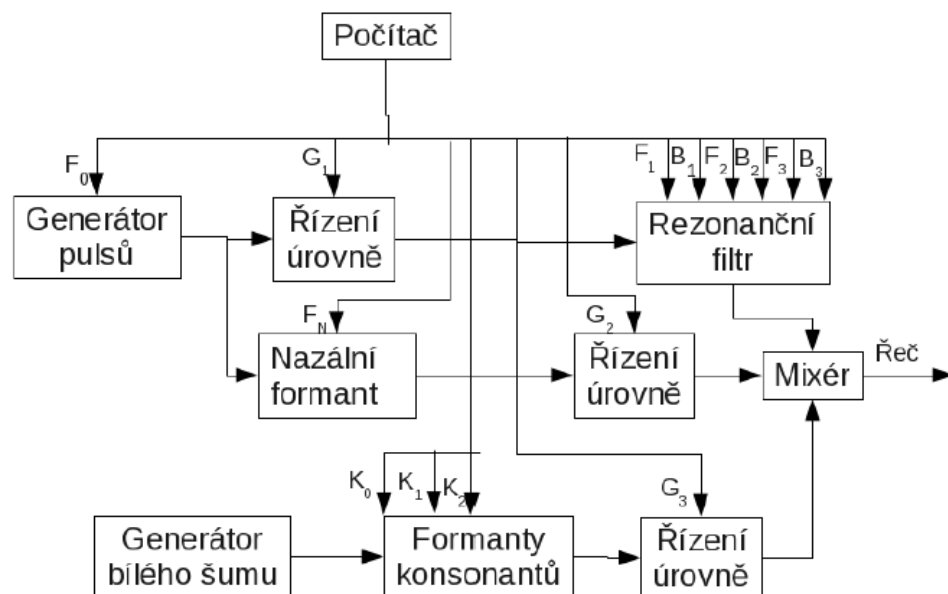 Počítač
F₀
G₁
F₁ B₁ F₂ B₂ F₃ B₃
Generátor
pulsů
Řízení
úrovně
Rezonanční
filtr
F_N
G₂
Nazální
formant
Řízení
úrovně
Mixér
Řeč
K₀ K₁ K₂
G₃
Generátor
bílého šumu
Formanty
konsonantů
Řízení
úrovně